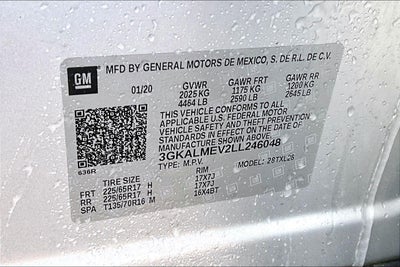 GM
MFD BY GENERAL MOTORS DE MEXICO, S. DE R.L. DE C.V.
01/20 GVWR GAWR FRT GAWR RR
2025 KG 1175 KG 1200 KG
4464 LB 2590 LB 2645 LB
THIS VEHICLE CONFORMS TO ALL
APPLICABLE U.S. FEDERAL MOTOR
VEHICLE SAFETY AND THEFT PREVENTION
STANDARDS IN EFFECT ON THE DATE OF
MANUFACTURE SHOWN ABOVE.
3GKALMEV2LL246048
636R TYPE: M.P.V. MODEL: 28TXL26
TIRE SIZE RIM
FRT 225/65R17 H 17X7J
RR 225/65R17 H 17X7J
SPA T135/70R16 M 16X4BT